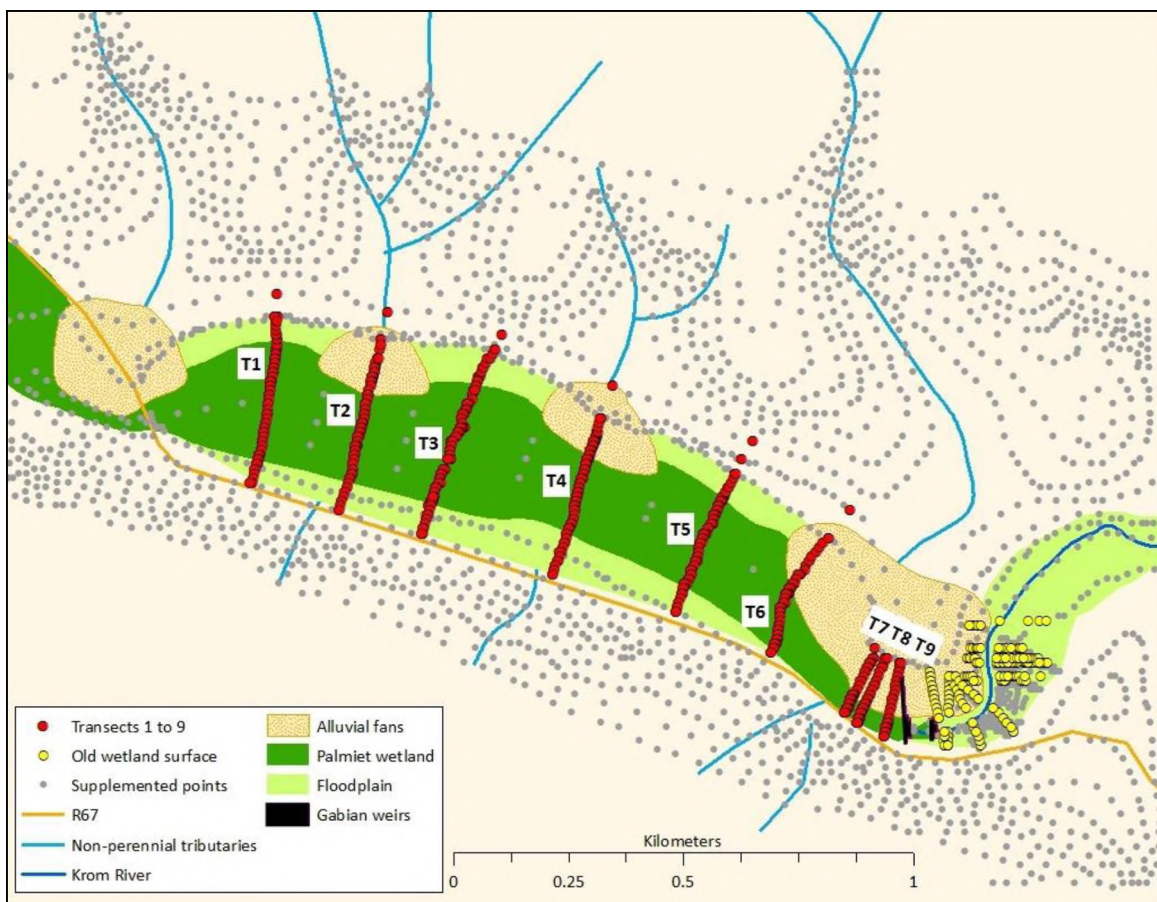 T1
T2
T3
T4
T5
T6
T7 T8 T9
Transects 1 to 9
Old wetland surface
Supplemented points
R67
Non-perennial tributaries
Krom River
Alluvial fans
Palmiet wetland
Floodplain
Gabian weirs
Kilometers
0 0.25 0.5 1